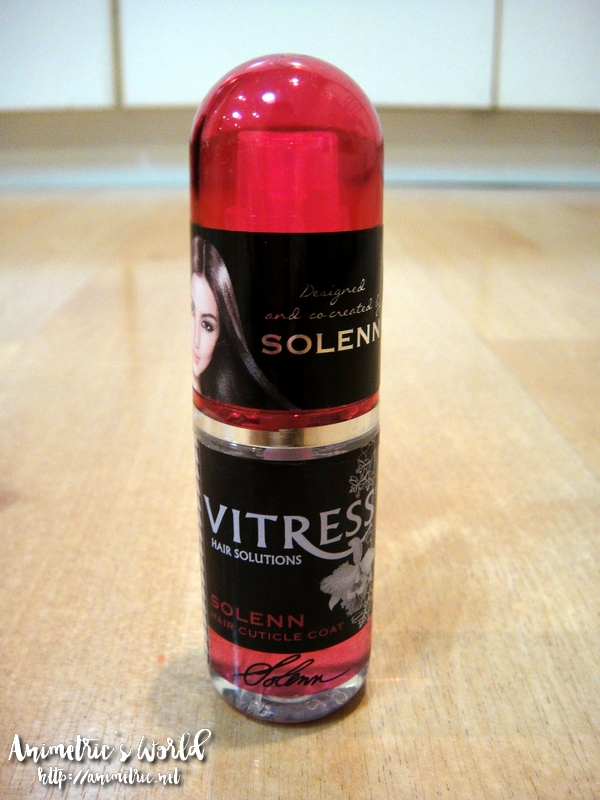 Designed
and co created
SOLENN
VITRESS
HAIR SOLUTIONS
SOLENN
HAIR CUTICLE COAT
Solenn
Animetric's World
http://animetric.net